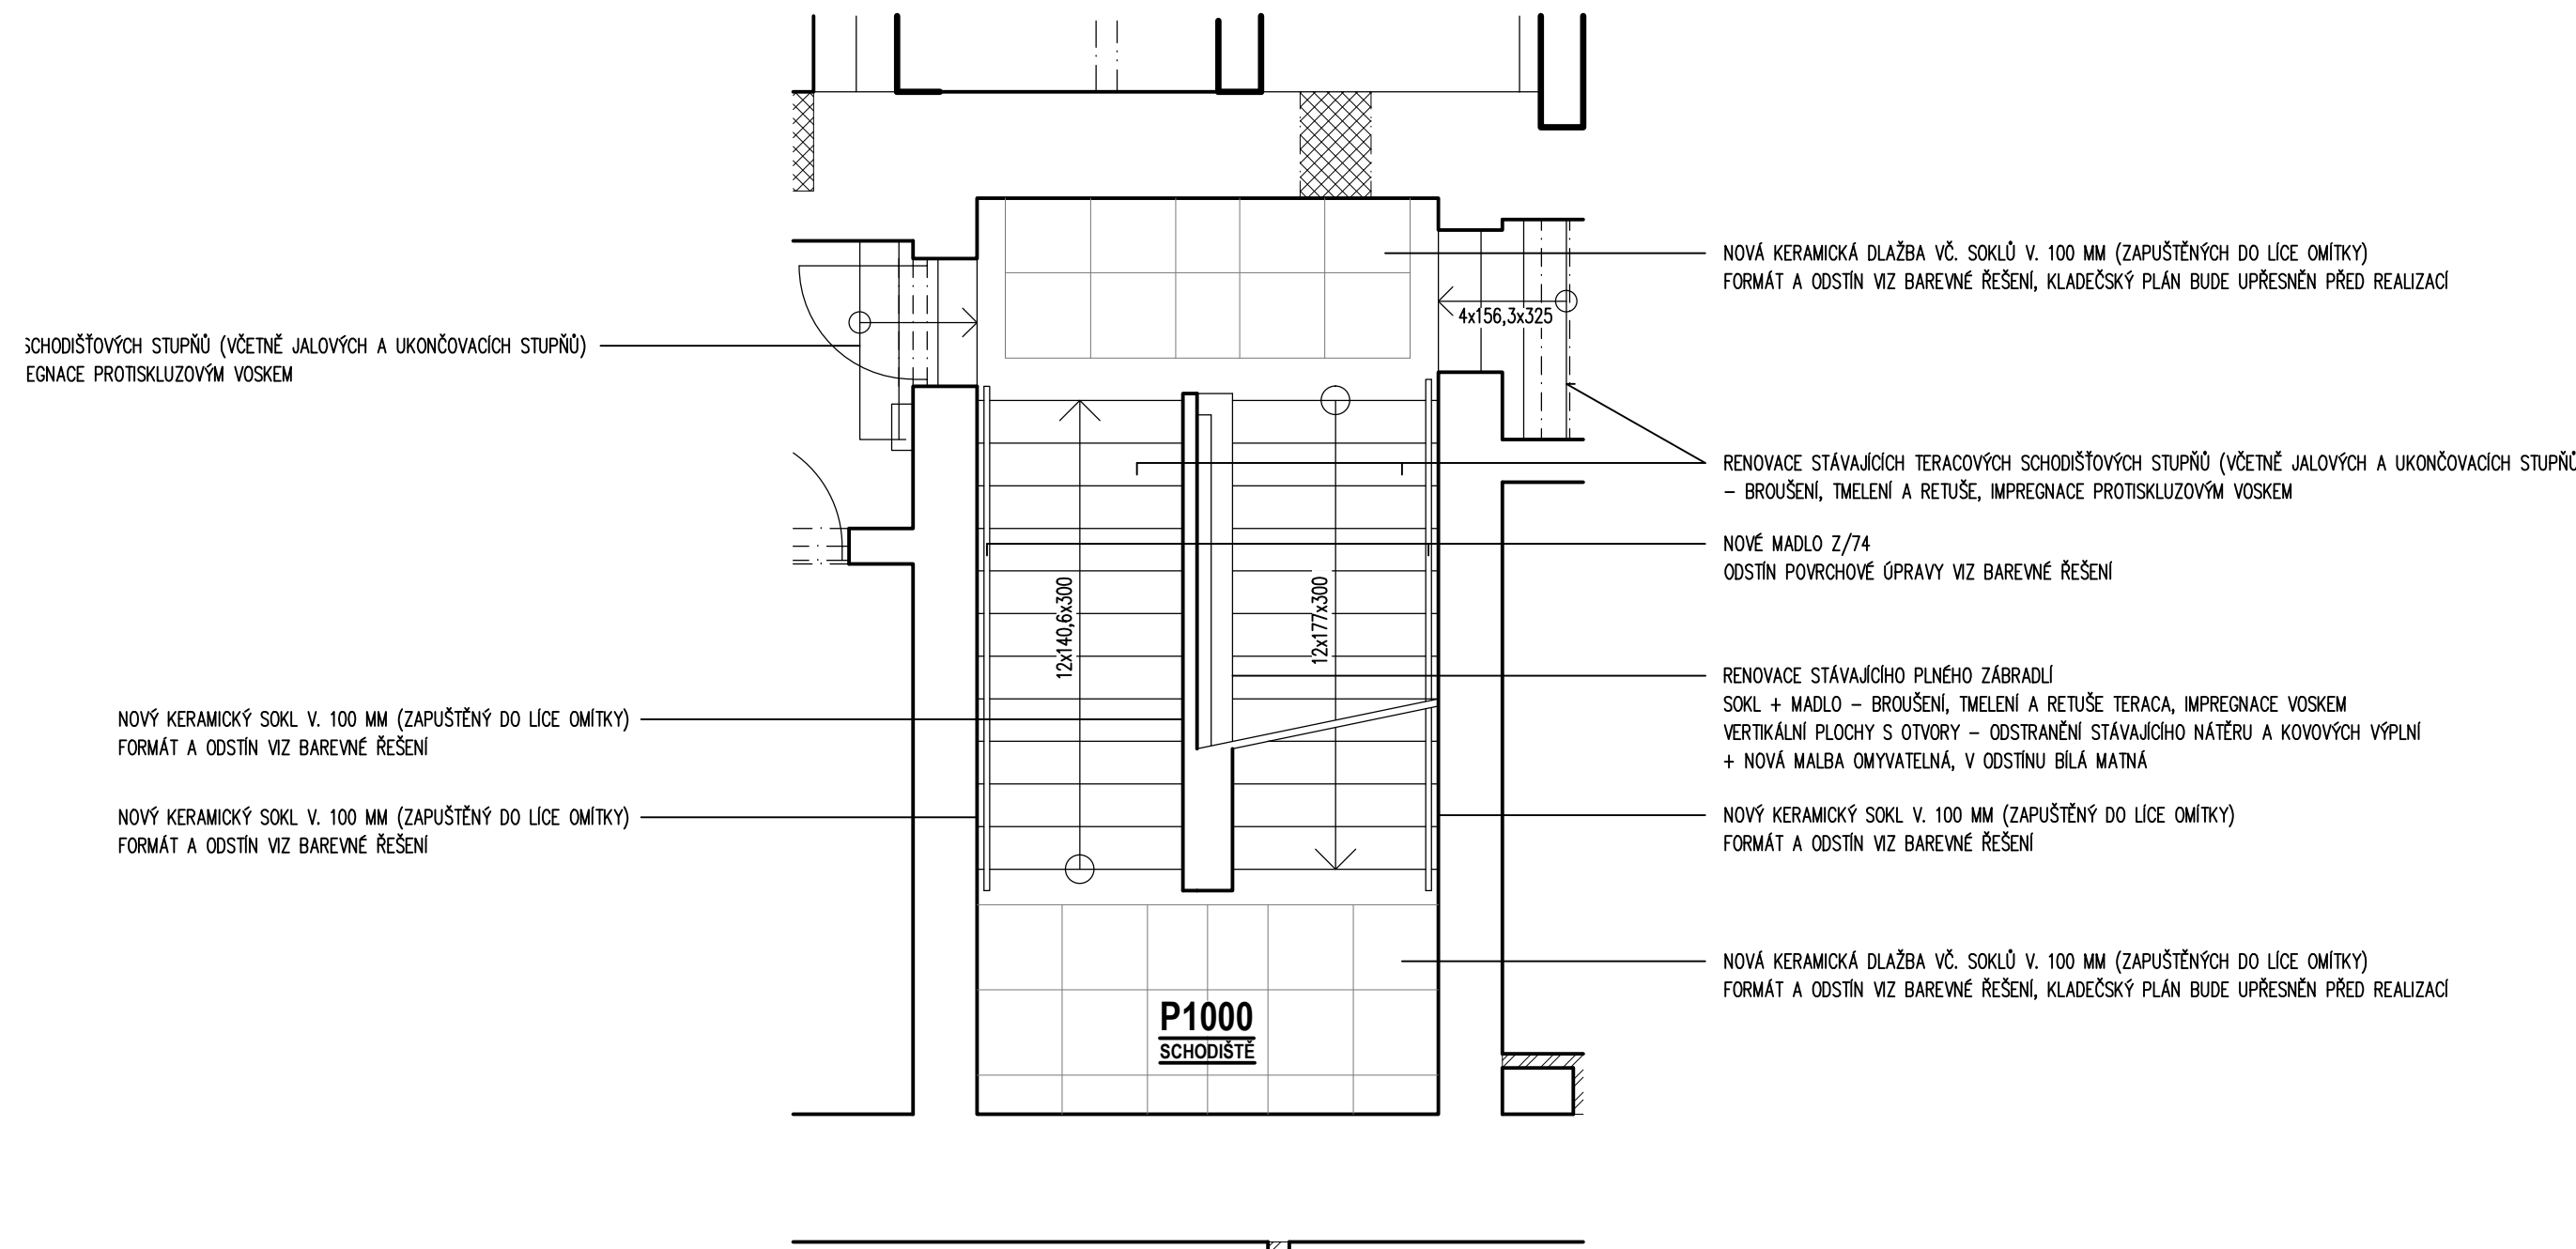 SCHODIŠŤOVÝCH STUPŇŮ (VČETNĚ JALOVÝCH A UKONČOVACÍCH STUPŇŮ)
EGNACE PROTISKLUZOVÝM VOSKEM
NOVÝ KERAMICKÝ SOKL V. 100 MM (ZAPUŠTĚNÝ DO LÍCE OMÍTKY)
FORMÁT A ODSTÍN VIZ BAREVNÉ ŘEŠENÍ
NOVÝ KERAMICKÝ SOKL V. 100 MM (ZAPUŠTĚNÝ DO LÍCE OMÍTKY)
FORMÁT A ODSTÍN VIZ BAREVNÉ ŘEŠENÍ
4x156,3x325
12x140,6x300
12x177x300
P1000
SCHODIŠTĚ
NOVÁ KERAMICKÁ DLAŽBA VČ. SOKLŮ V. 100 MM (ZAPUŠTĚNÝCH DO LÍCE OMÍTKY)
FORMÁT A ODSTÍN VIZ BAREVNÉ ŘEŠENÍ, KLADEČSKÝ PLÁN BUDE UPŘESNĚN PŘED REALIZACÍ
RENOVACE STÁVAJÍCÍCH TERACOVÝCH SCHODIŠŤOVÝCH STUPŇŮ (VČETNĚ JALOVÝCH A UKONČOVACÍCH STUPŇŮ
– BROUŠENÍ, TMELENÍ A RETUŠE, IMPREGNACE PROTISKLUZOVÝM VOSKEM
NOVÉ MADLO Z/74
ODSTÍN POVRCHOVÉ ÚPRAVY VIZ BAREVNÉ ŘEŠENÍ
RENOVACE STÁVAJÍCÍHO PLNÉHO ZÁBRADLÍ
SOKL + MADLO – BROUŠENÍ, TMELENÍ A RETUŠE TERACA, IMPREGNACE VOSKEM
VERTIKÁLNÍ PLOCHY S OTVORY – ODSTRANĚNÍ STÁVAJÍCÍHO NÁTĚRU A KOVOVÝCH VÝPLNÍ
+ NOVÁ MALBA OMYVATELNÁ, V ODSTÍNU BÍLÁ MATNÁ
NOVÝ KERAMICKÝ SOKL V. 100 MM (ZAPUŠTĚNÝ DO LÍCE OMÍTKY)
FORMÁT A ODSTÍN VIZ BAREVNÉ ŘEŠENÍ
NOVÁ KERAMICKÁ DLAŽBA VČ. SOKLŮ V. 100 MM (ZAPUŠTĚNÝCH DO LÍCE OMÍTKY)
FORMÁT A ODSTÍN VIZ BAREVNÉ ŘEŠENÍ, KLADEČSKÝ PLÁN BUDE UPŘESNĚN PŘED REALIZACÍ